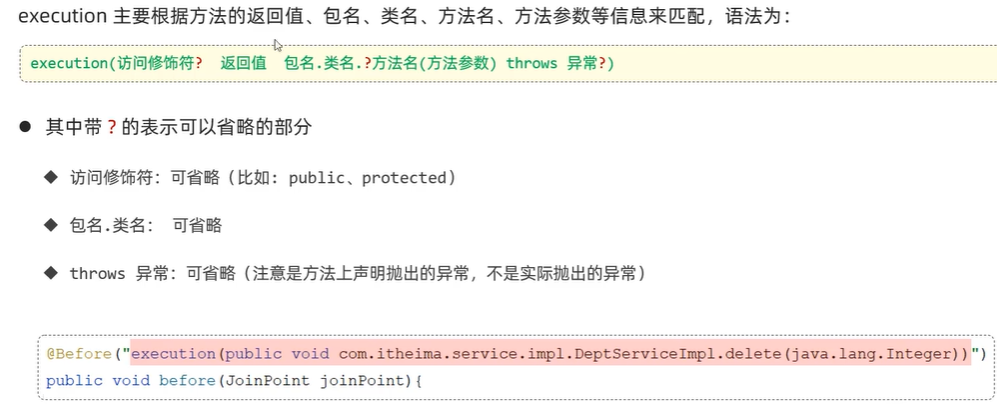 execution 主要根据方法的返回值、包名、类名、方法名、方法参数等信息来匹配，语法为：
execution(访问修饰符?  返回值  包名.类名.?方法名(方法参数) throws 异常?)
● 其中带 ? 的表示可以省略的部分
◆ 访问修饰符：可省略（比如: public、protected）
◆ 包名.类名： 可省略
◆ throws 异常：可省略（注意是方法上声明抛出的异常，不是实际抛出的异常）
@Before("execution(public void com.itheima.service.impl.DeptServiceImpl.delete(java.lang.Integer))")
public void before(JoinPoint joinPoint){